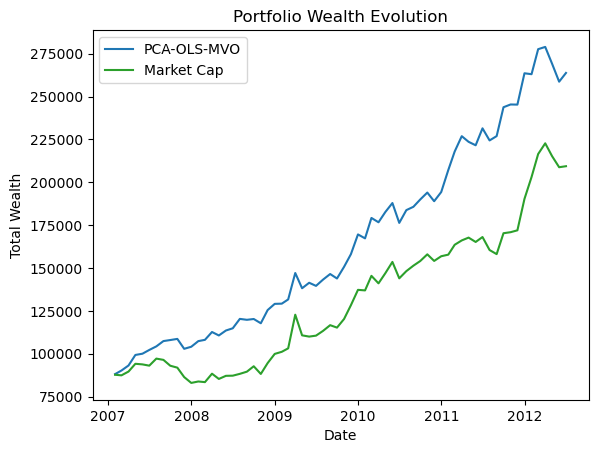 Portfolio Wealth Evolution
PCA-OLS-MVO
Market Cap
Total Wealth
275000
250000
225000
200000
175000
150000
125000
100000
75000
2007 2008 2009 2010 2011 2012
Date